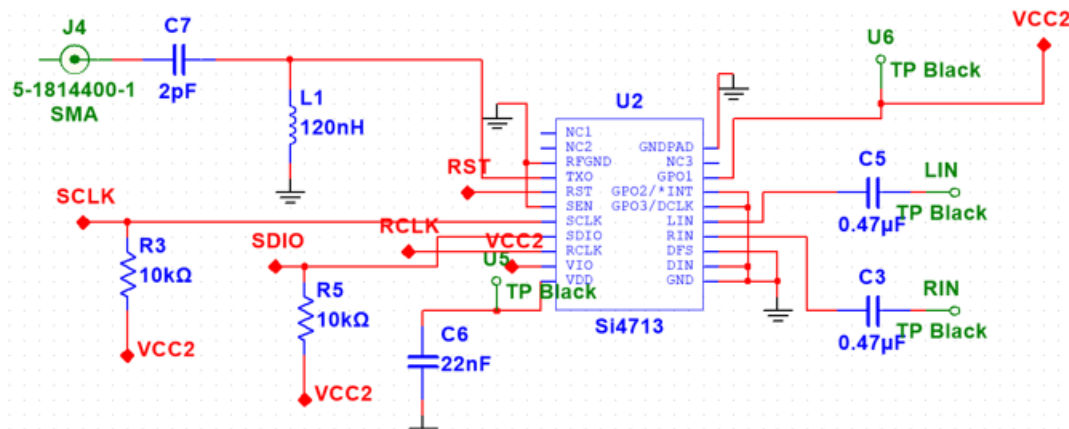 J4
5-1814400-1
SMA
C7
2pF
L1
120nH
U2
Si4713
NC1
NC2
RFGND
TXO
RST
SEN
SCLK
SDIO
RCLK
VIO
VDD
GNDPAD
NC3
GPO1
GPO2/*INT
GPO3/DCLK
LIN
RIN
DFS
DIN
GND
RST
SCLK
RCLK
SDIO
VCC2
U5
TP Black
R3
10kΩ
VCC2
R5
10kΩ
VCC2
C6
22nF
U6
TP Black
VCC2
C5
0.47µF
LIN
TP Black
C3
0.47µF
RIN
TP Black